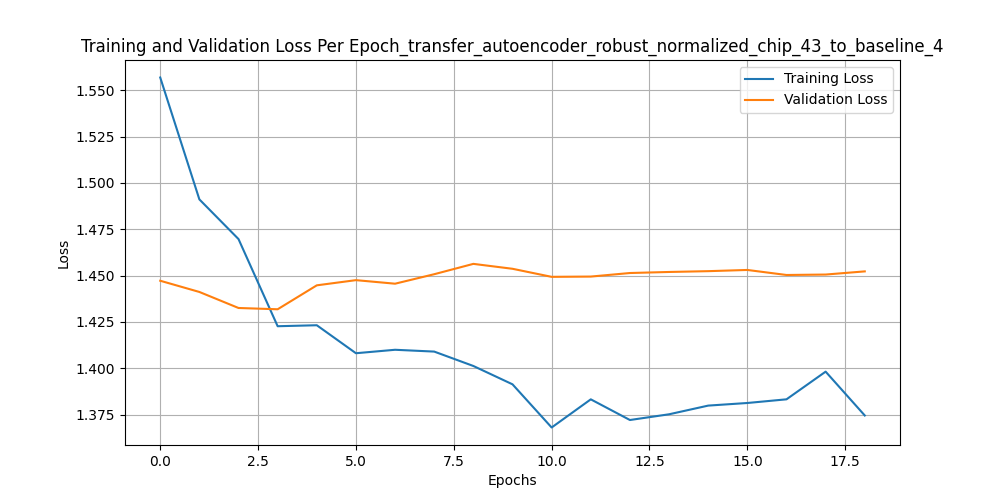 Training and Validation Loss Per Epoch_transfer_autoencoder_robust_normalized_chip_43_to_baseline_4
Training Loss
Validation Loss
1.550
1.525
1.500
1.475
1.450
1.425
1.400
1.375
Loss
0.0 2.5 5.0 7.5 10.0 12.5 15.0 17.5
Epochs